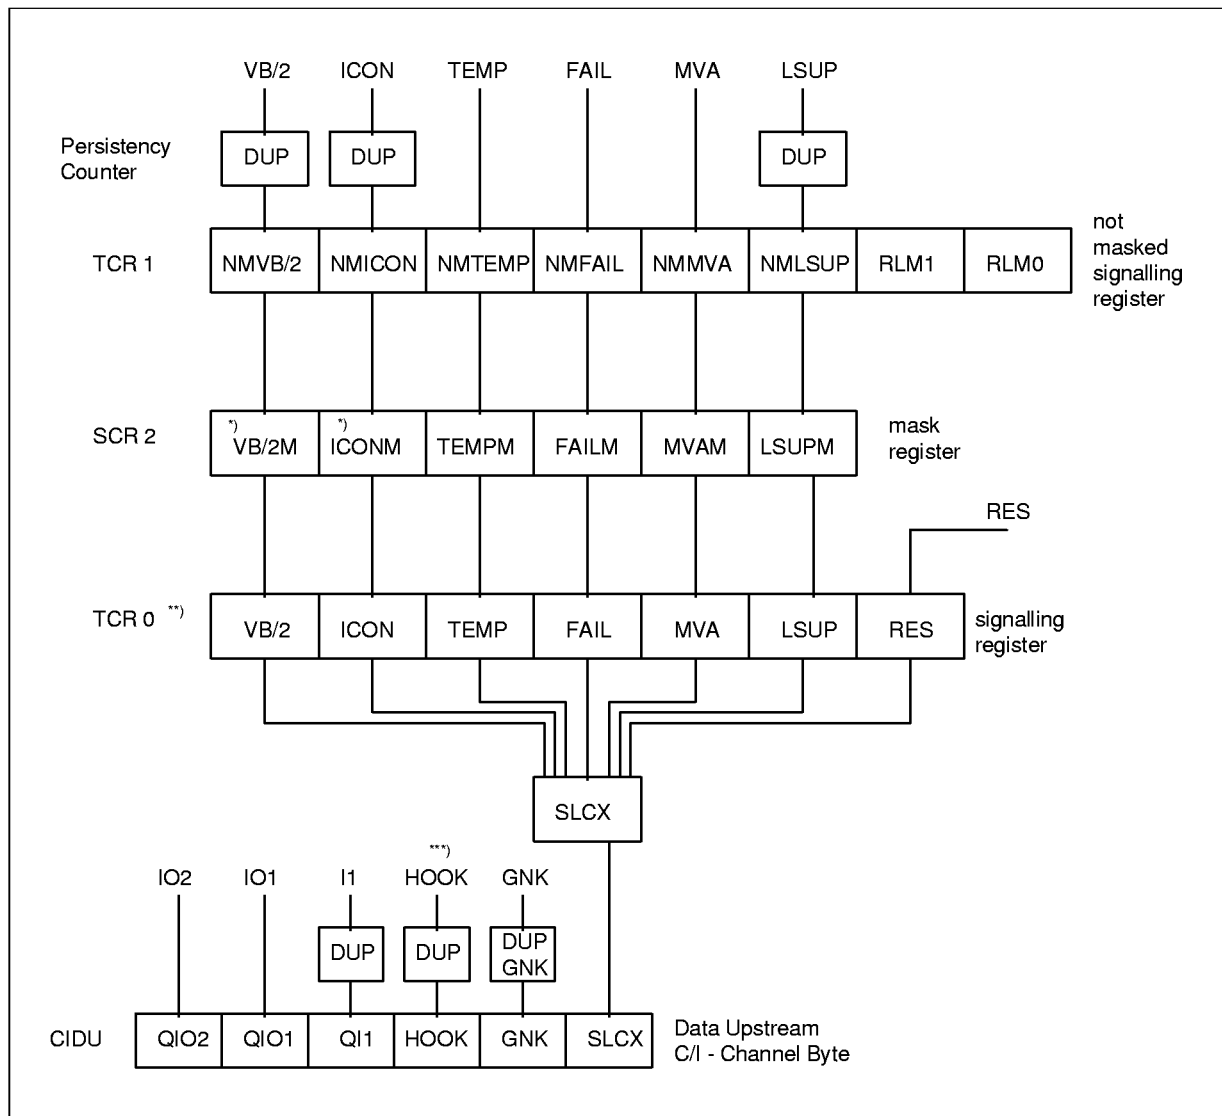 VB/2 ICON TEMP FAIL MVA LSUP
Persistency
Counter
DUP DUP DUP
TCR 1 NMVB/2 NMICON NMTEMP NMFAIL NMMVA NMLSUP RLM1 RLM0
not
masked
signalling
register
SCR 2 *) VB/2M *) ICONM TEMPM FAILM MVAM LSUPM
mask
register
RES
TCR 0 **) VB/2 ICON TEMP FAIL MVA LSUP RES
signalling
register
SLCX
IO2 IO1 I1 ***) HOOK GNK
DUP DUP DUP
GNK
CIDU QIO2 QIO1 QI1 HOOK GNK SLCX
Data Upstream
C/I - Channel Byte